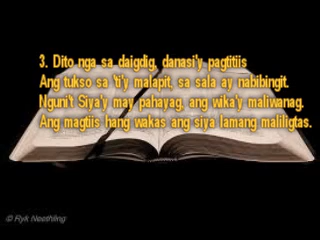 3. Dito nga sa daigdig, danasi'y pagtitiis
Ang tukso sa 'ti'y malapit, sa sala ay nabibingit.
Nguni't Siya'y may pahayag, ang wika'y maliwanag.
Ang magtiis hang wakas ang siya lamang maliligtas.
© Ryk Neethling